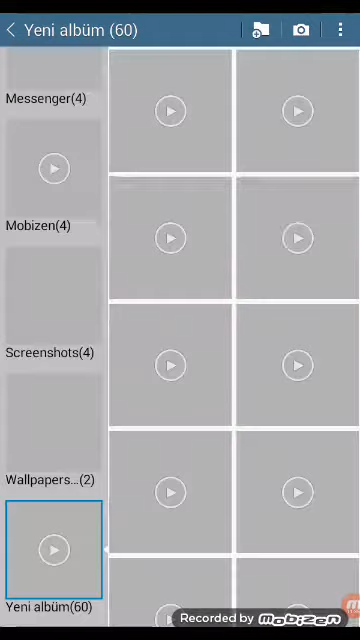 Yeni albüm (60)
Messenger(4)
Mobizen(4)
Screenshots(4)
Wallpapers...(2)
Yeni albüm(60)
Recorded by mobizen